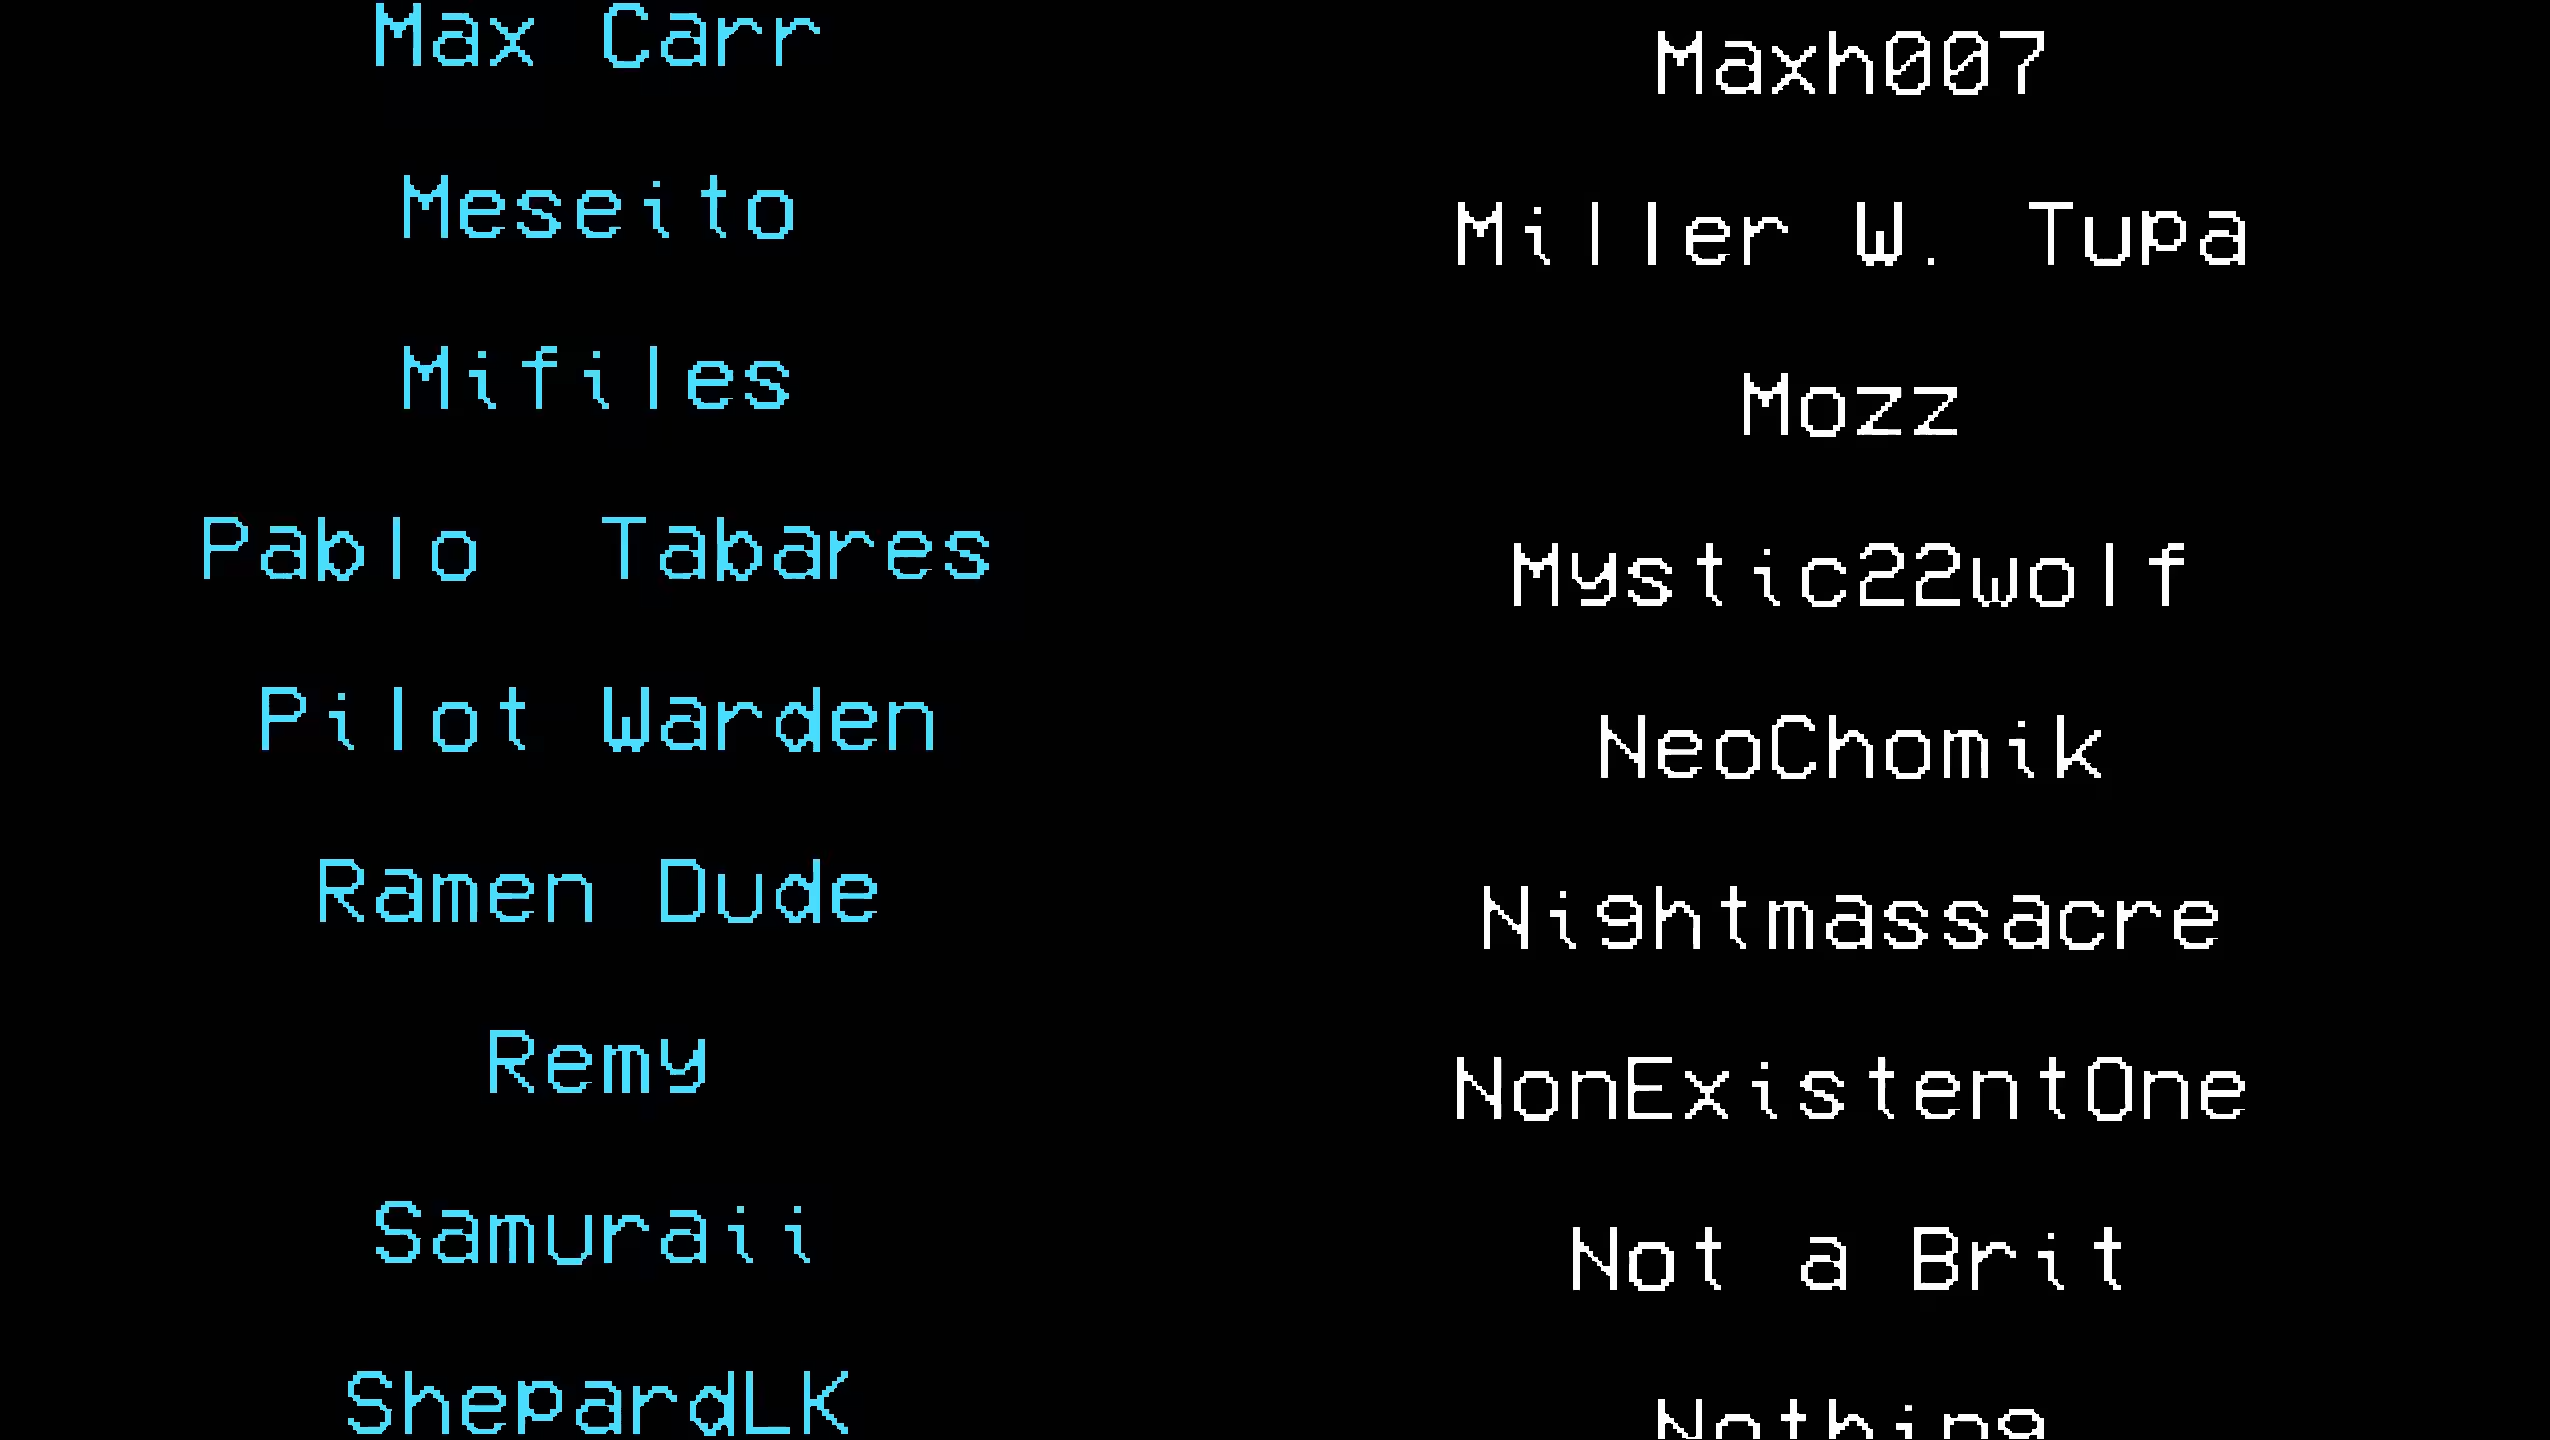 Max Carr
Meseito
Mifiles
Pablo  Tabares
Pilot Warden
Ramen Dude
Remy
Samuraii
ShepardLK
Maxh007
Miller W. Tupa
Mozz
Mystic22wolf
NeoChomik
Nightmassacre
NonExistentOne
Not a Brit
Nothing